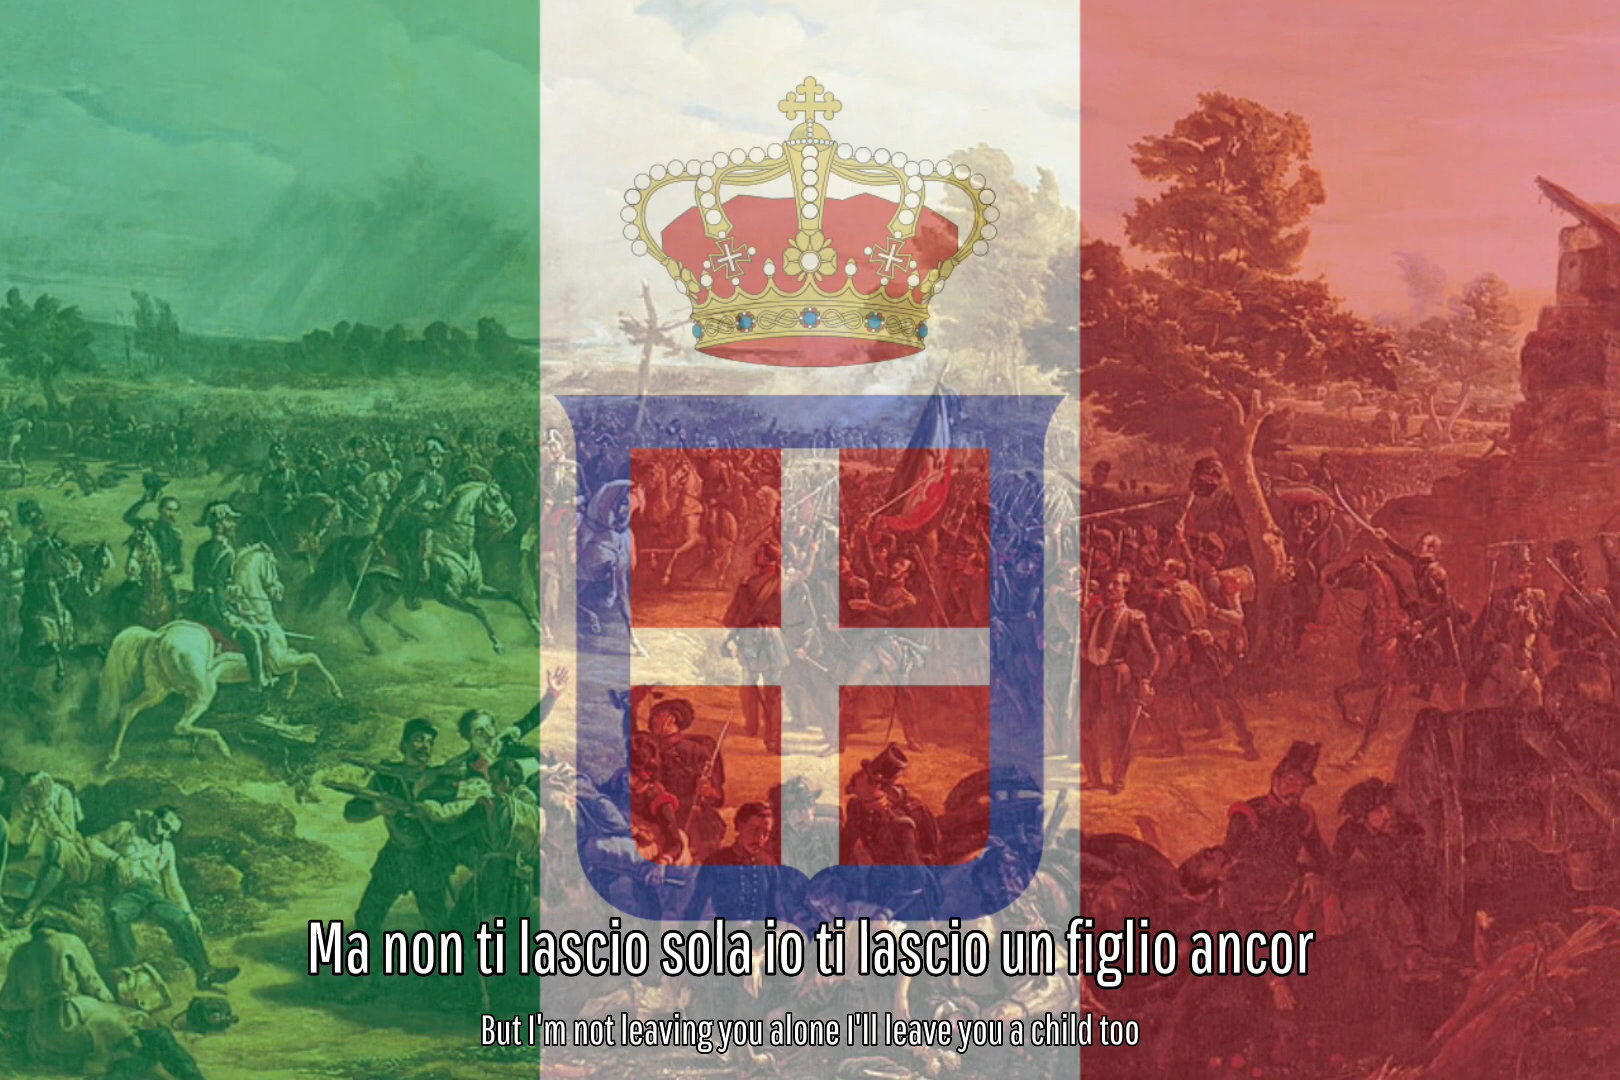 Ma non ti lascio sola io ti lascio un figlio ancor
But I'm not leaving you alone I'll leave you a child too